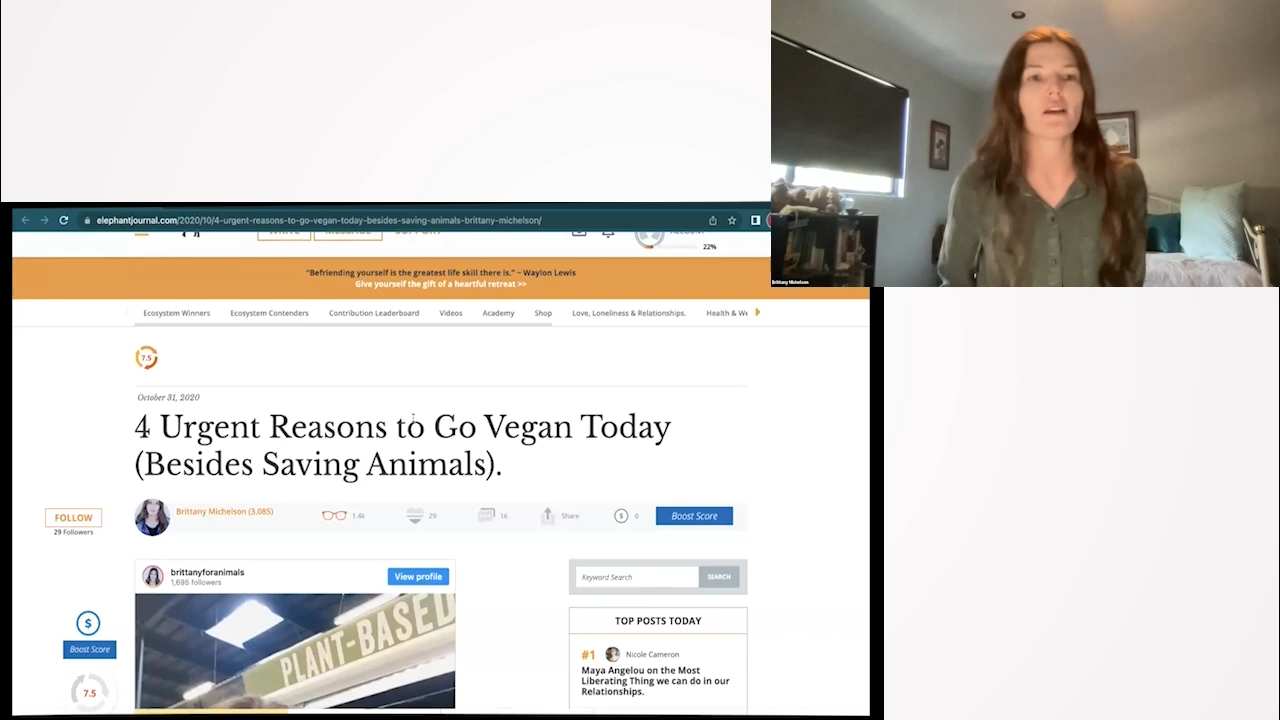 elephantjournal.com/2020/10/4-urgent-reasons-to-go-vegan-today-besides-saving-animals-brittany-michelson/
22%
"Befriending yourself is the greatest life skill there is." ~ Waylon Lewis
Give yourself the gift of a heartful retreat >>
Ecosystem Winners Ecosystem Contenders Contribution Leaderboard Videos Academy Shop Love, Loneliness & Relationships. Health & We
7.5
October 31, 2020
4 Urgent Reasons to Go Vegan Today
(Besides Saving Animals).
FOLLOW
29 Followers
Brittany Michelson (3,085)
1.4k 29 16 Share $ 0 Boost Score
brittanyforanimals
1,695 followers
View profile
PLANT-BASED
$
Boost Score
7.5
Keyword Search SEARCH
TOP POSTS TODAY
#1 Nicole Cameron
Maya Angelou on the Most
Liberating Thing we can do in our
Relationships.
Brittany Michelson